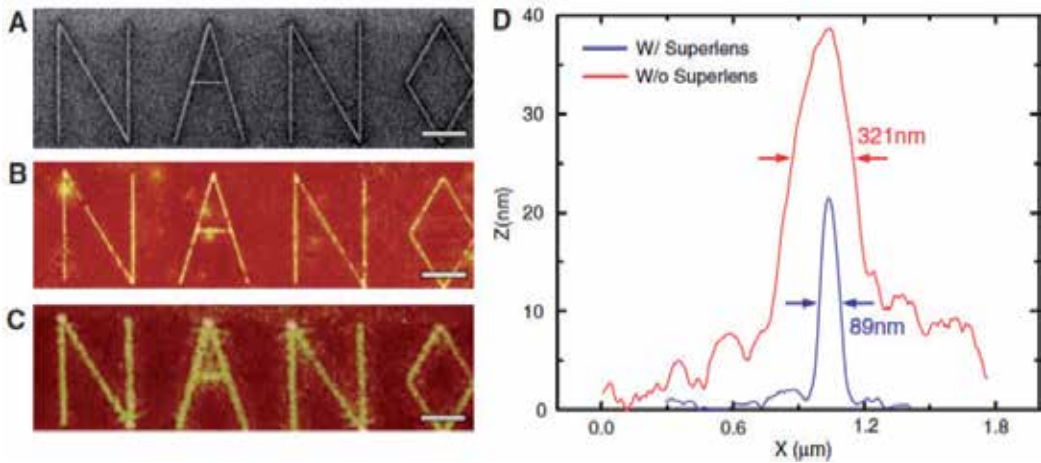 A
N A N O
B
N A N O
C
N A N O
D
W/ Superlens
W/o Superlens
321nm
89nm
Z(nm)
40
30
20
10
0
0.0 0.6 1.2 1.8
X (μm)